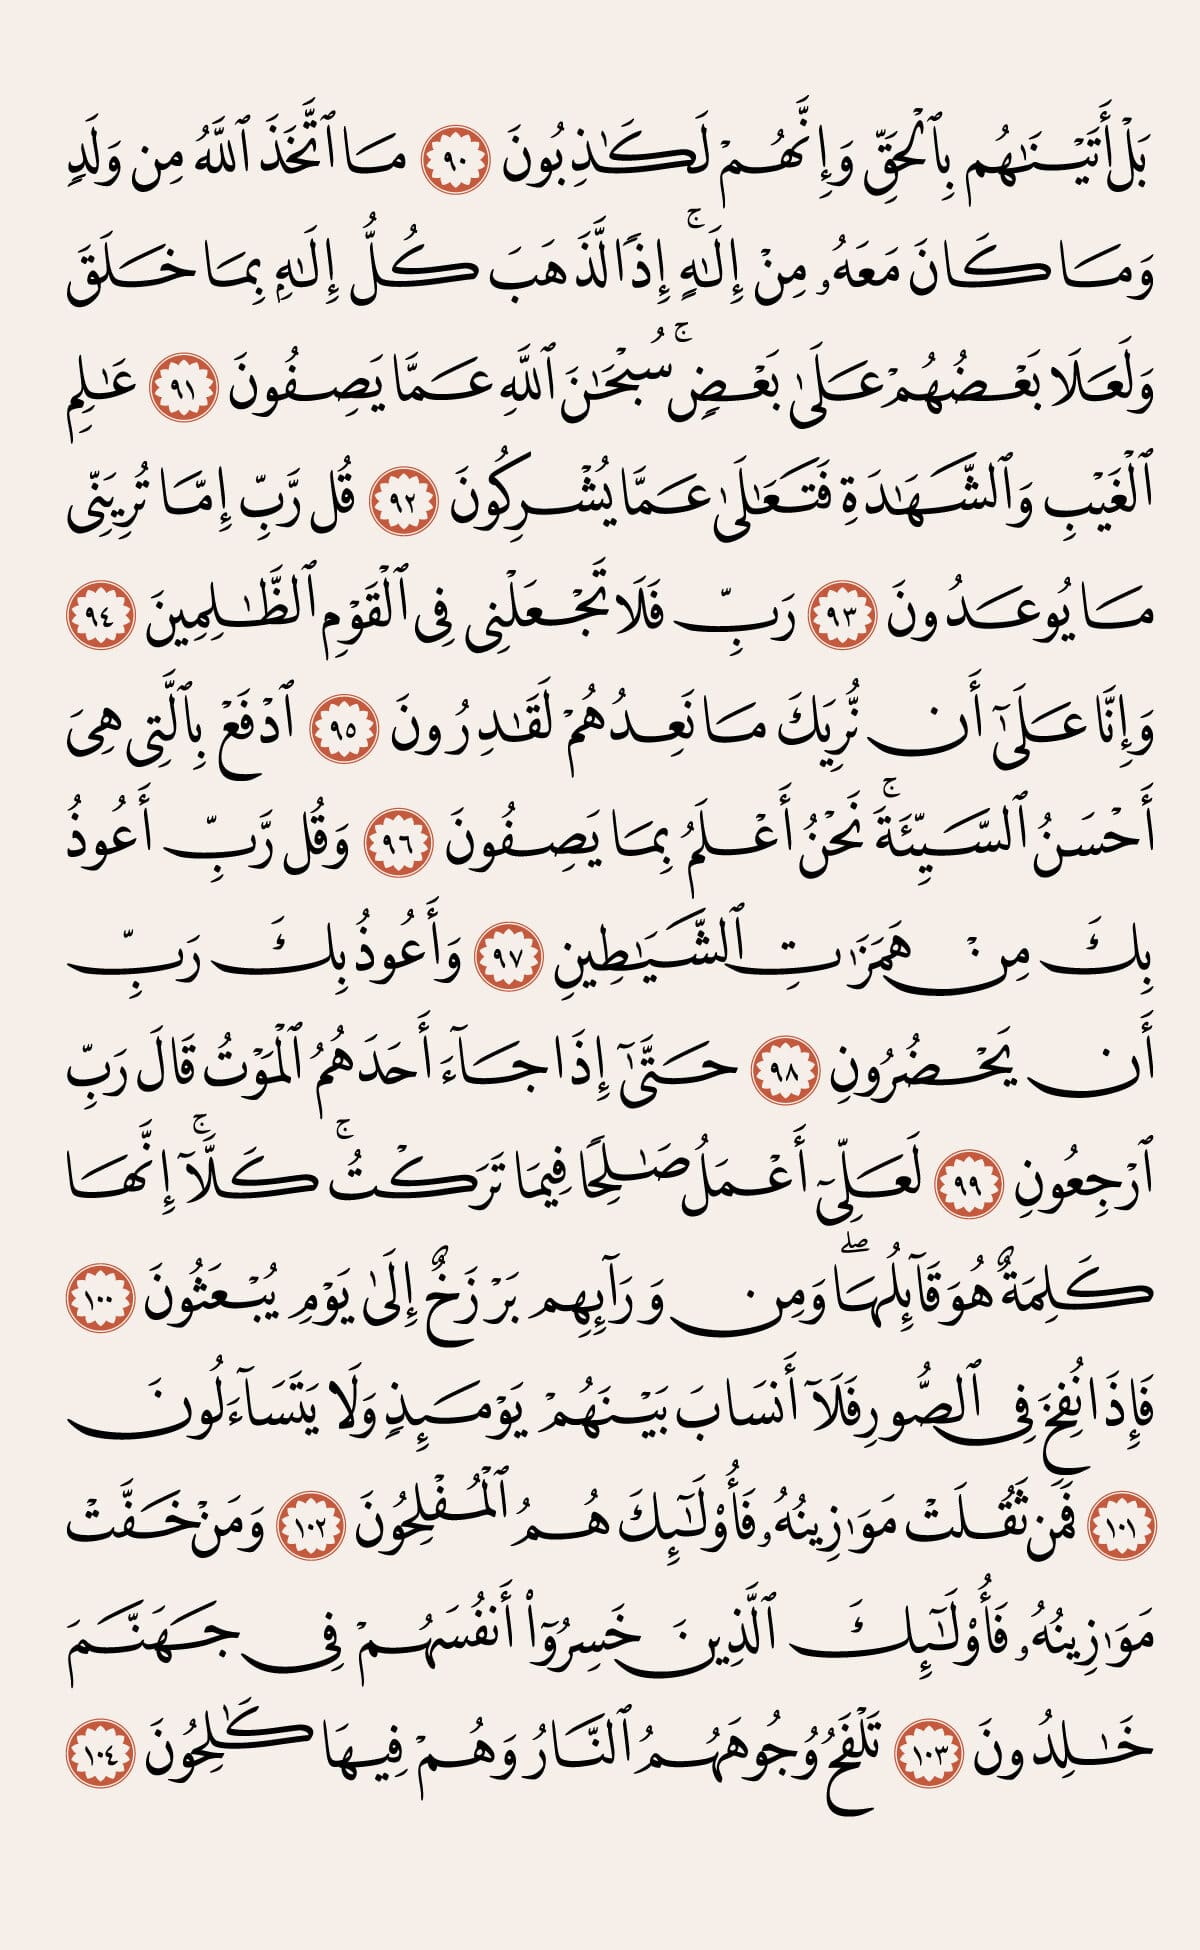 بَلْ أَتَيْنَـٰهُم بِٱلْحَقِّ وَإِنَّهُمْ لَكَـٰذِبُونَ ٩٠ مَا ٱتَّخَذَ ٱللَّهُ مِن وَلَدٍ
وَمَا كَانَ مَعَهُۥ مِنْ إِلَـٰهٍ ۚ إِذًا لَّذَهَبَ كُلُّ إِلَـٰهٍۭ بِمَا خَلَقَ
وَلَعَلَا بَعْضُهُمْ عَلَىٰ بَعْضٍ ۚ سُبْحَـٰنَ ٱللَّهِ عَمَّا يَصِفُونَ ٩١ عَـٰلِمِ
ٱلْغَيْبِ وَٱلشَّهَـٰدَةِ فَتَعَـٰلَىٰ عَمَّا يُشْرِكُونَ ٩٢ قُل رَّبِّ إِمَّا تُرِيَنِّى
مَا يُوعَدُونَ ٩٣ رَبِّ فَلَا تَجْعَلْنِى فِى ٱلْقَوْمِ ٱلظَّـٰلِمِينَ ٩٤
وَإِنَّا عَلَىٰٓ أَن نُّرِيَكَ مَا نَعِدُهُمْ لَقَـٰدِرُونَ ٩٥ ٱدْفَعْ بِٱلَّتِى هِىَ
أَحْسَنُ ٱلسَّيِّئَةَ ۚ نَحْنُ أَعْلَمُ بِمَا يَصِفُونَ ٩٦ وَقُل رَّبِّ أَعُوذُ
بِكَ مِنْ هَمَزَٰتِ ٱلشَّيَـٰطِينِ ٩٧ وَأَعُوذُ بِكَ رَبِّ
أَن يَحْضُرُونِ ٩٨ حَتَّىٰٓ إِذَا جَآءَ أَحَدَهُمُ ٱلْمَوْتُ قَالَ رَبِّ
ٱرْجِعُونِ ٩٩ لَعَلِّىٓ أَعْمَلُ صَـٰلِحًا فِيمَا تَرَكْتُ ۚ كَلَّآ ۚ إِنَّهَا
كَلِمَةٌ هُوَ قَآئِلُهَا ۖ وَمِن وَرَآئِهِم بَرْزَخٌ إِلَىٰ يَوْمِ يُبْعَثُونَ ١٠٠
فَإِذَا نُفِخَ فِى ٱلصُّورِ فَلَآ أَنسَابَ بَيْنَهُمْ يَوْمَئِذٍ وَلَا يَتَسَآءَلُونَ
١٠١ فَمَن ثَقُلَتْ مَوَٰزِينُهُۥ فَأُو۟لَـٰٓئِكَ هُمُ ٱلْمُفْلِحُونَ ١٠٢ وَمَنْ خَفَّتْ
مَوَٰزِينُهُۥ فَأُو۟لَـٰٓئِكَ ٱلَّذِينَ خَسِرُوٓا۟ أَنفُسَهُمْ فِى جَهَنَّمَ
خَـٰلِدُونَ ١٠٣ تَلْفَحُ وُجُوهَهُمُ ٱلنَّارُ وَهُمْ فِيهَا كَـٰلِحُونَ ١٠٤